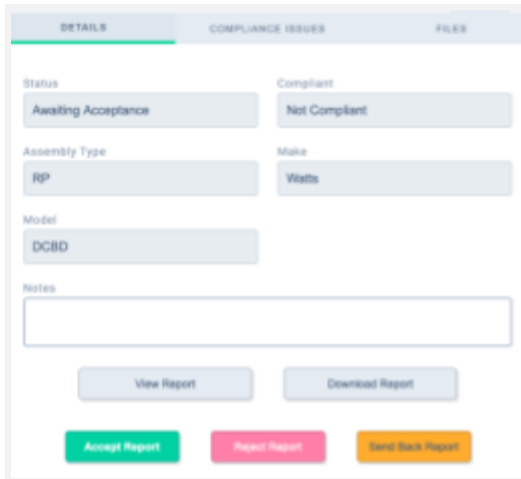 DETAILS COMPLIANCE ISSUES FILES
Status Compliant
Awaiting Acceptance Not Compliant
Assembly Type Make
RP Watts
Model
DCBD
Notes
View Report Download Report
Accept Report Reject Report Send Back Report